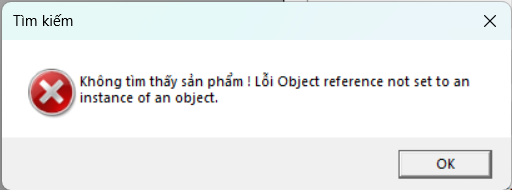 Tìm kiếm
Không tìm thấy sản phẩm ! Lỗi Object reference not set to an
instance of an object.
OK